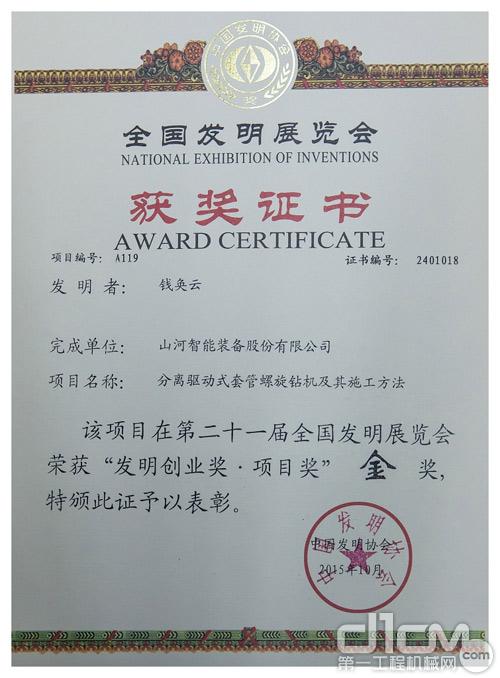 中国发明协会
奖
全国发明展览会
NATIONAL EXHIBITION OF INVENTIONS
获奖证书
AWARD CERTIFICATE
项目编号: A119 证书编号: 2401018
发明者: 钱奂云
完成单位: 山河智能装备股份有限公司
项目名称: 分离驱动式套管螺旋钻机及其施工方法
该项目在第二十一届全国发明展览会
荣获“发明创业奖·项目奖” 金 奖,
特颁此证予以表彰。
中国发明协会
中国发明协会
2015年10月
d1cm.com
第一工程机械网